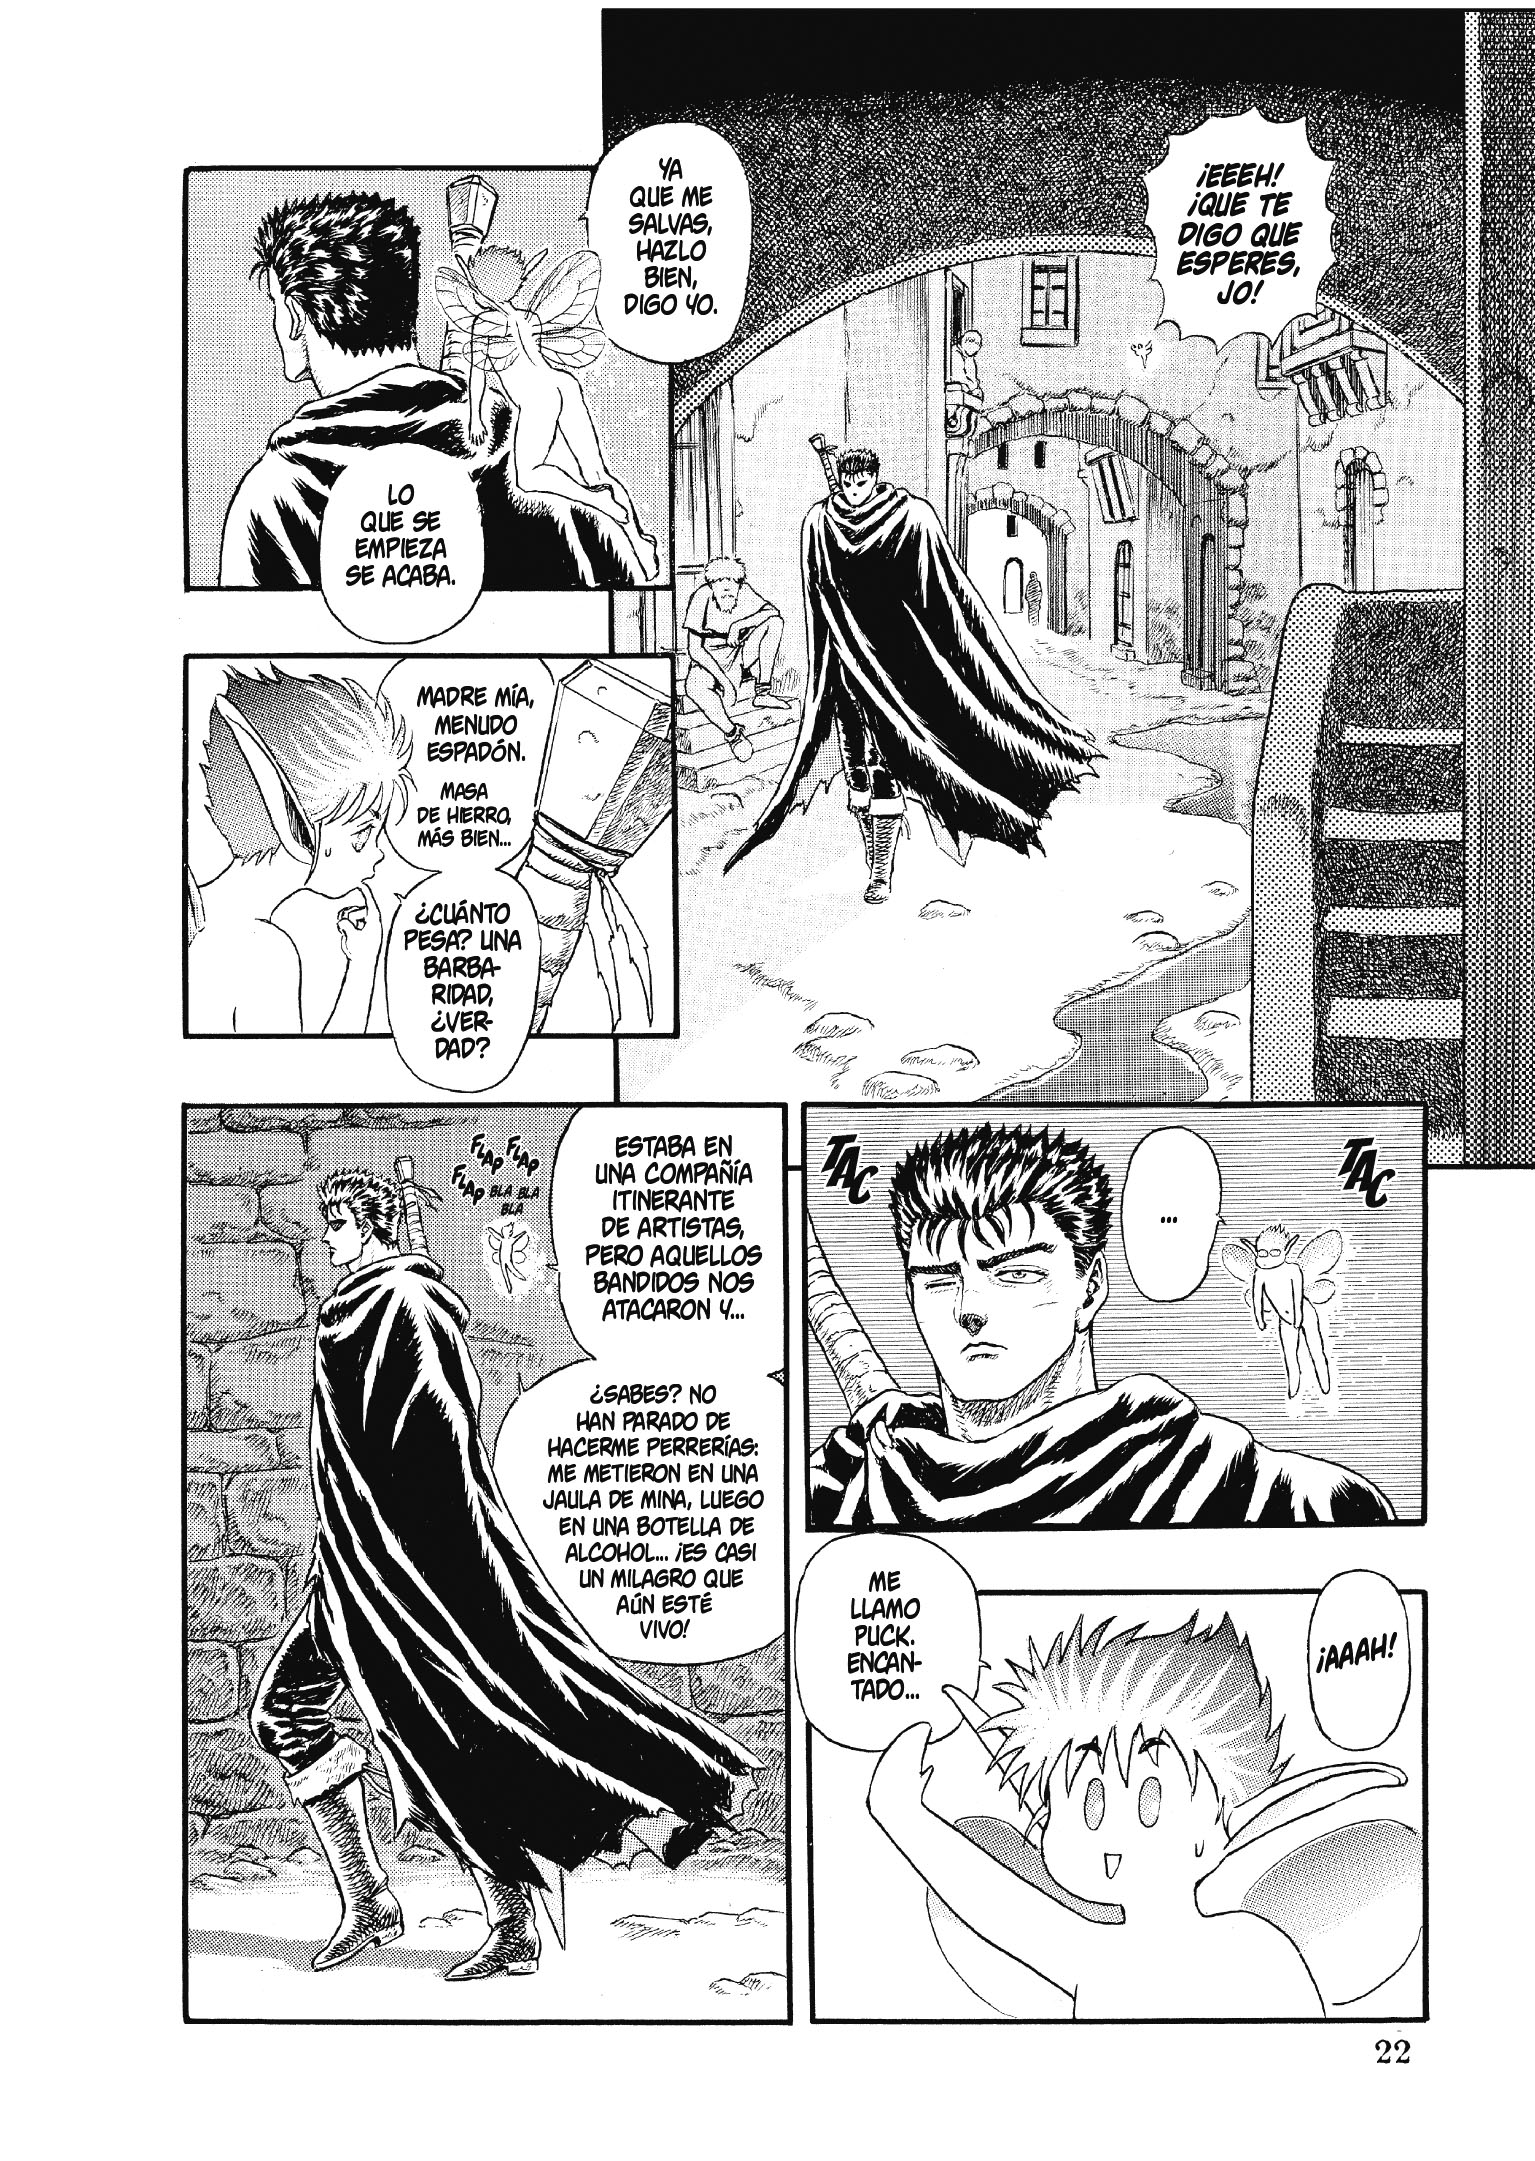 ¡EEEH!
¡QUE TE
DIGO QUE
ESPERES,
JO!
YA
QUE ME
SALVAS,
HAZLO
BIEN,
DIGO YO.
LO
QUE SE
EMPIEZA
SE ACABA.
MADRE MÍA,
MENUDO
ESPADÓN.
MASA
DE HIERRO,
MÁS BIEN...
¿CUÁNTO
PESA? UNA
BARBA-
RIDAD,
¿VER-
DAD?
TAC
...
TAC
¡AAAH!
ME
LLAMO
PUCK.
ENCAN-
TADO...
ESTABA EN
UNA COMPAÑÍA
ITINERANTE
DE ARTISTAS,
PERO AQUELLOS
BANDIDOS NOS
ATACARON Y...
¿SABES? NO
HAN PARADO DE
HACERME PERRERÍAS:
ME METIERON EN UNA
JAULA DE MINA, LUEGO
EN UNA BOTELLA DE
ALCOHOL... ¡ES CASI
UN MILAGRO QUE
AÚN ESTÉ
VIVO!
FLAP
FLAP
FLAP
BLA BLA
BLA
22